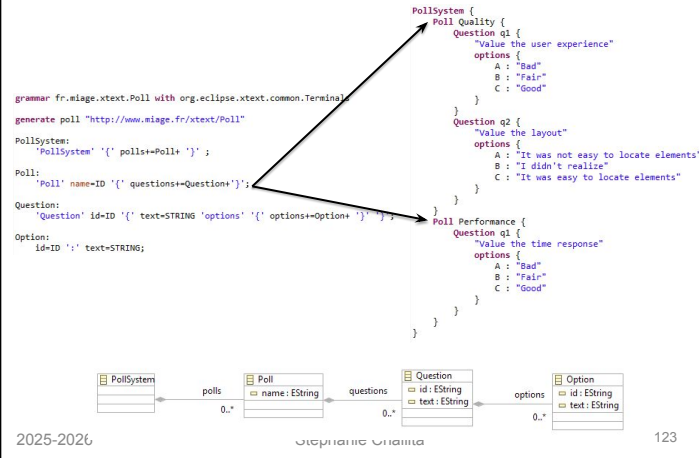 grammar fr.miage.xtext.Poll with org.eclipse.xtext.common.Terminals
generate poll "http://www.miage.fr/xtext/Poll"
PollSystem:
'PollSystem' '{' polls+=Poll+ '}' ;
Poll:
'Poll' name=ID '{' questions+=Question+'}';
Question:
'Question' id=ID '{' text=STRING 'options' '{' options+=Option+ '}' '}';
Option:
id=ID ':' text=STRING;
PollSystem {
Poll Quality {
Question q1 {
"Value the user experience"
options {
A : "Bad"
B : "Fair"
C : "Good"
}
}
Question q2 {
"Value the layout"
options {
A : "It was not easy to locate elements"
B : "I didn't realize"
C : "It was easy to locate elements"
}
}
}
Poll Performance {
Question q1 {
"Value the time response"
options {
A : "Bad"
B : "Fair"
C : "Good"
}
}
}
}
PollSystem
polls
0..*
Poll
name : EString
questions
0..*
Question
id : EString
text : EString
options
0..*
Option
id : EString
text : EString
2025-2026
Stephanie Challita
123